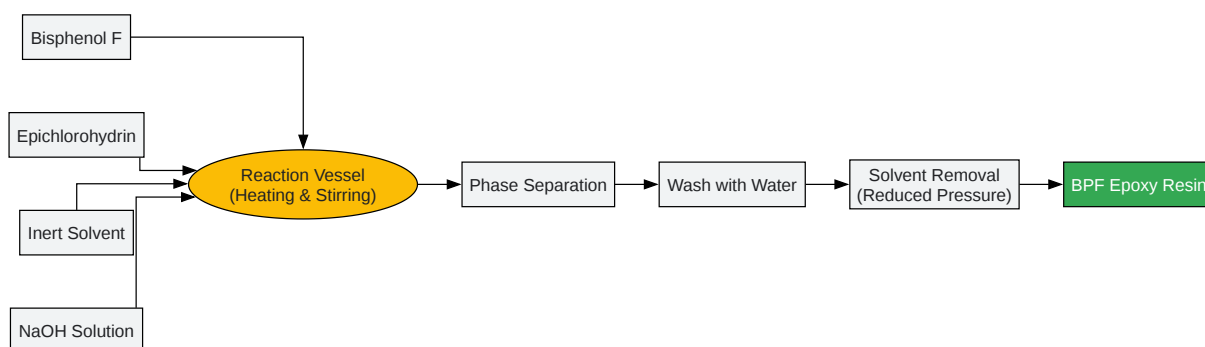 Bisphenol F
Epichlorohydrin
Inert Solvent
NaOH Solution
Reaction Vessel
(Heating & Stirring)
Phase Separation
Wash with Water
Solvent Removal
(Reduced Pressure)
BPF Epoxy Resin